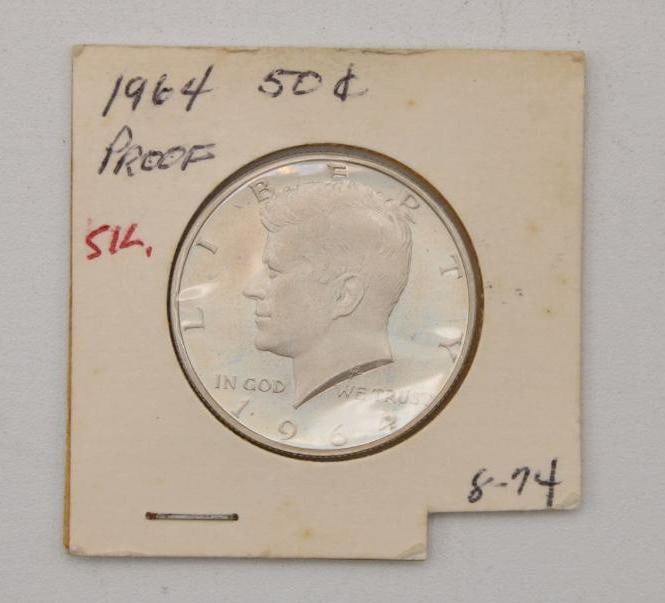 1964 50¢
PROOF
SIL.
LIBERTY
IN GOD WE TRUST
1964
8-74